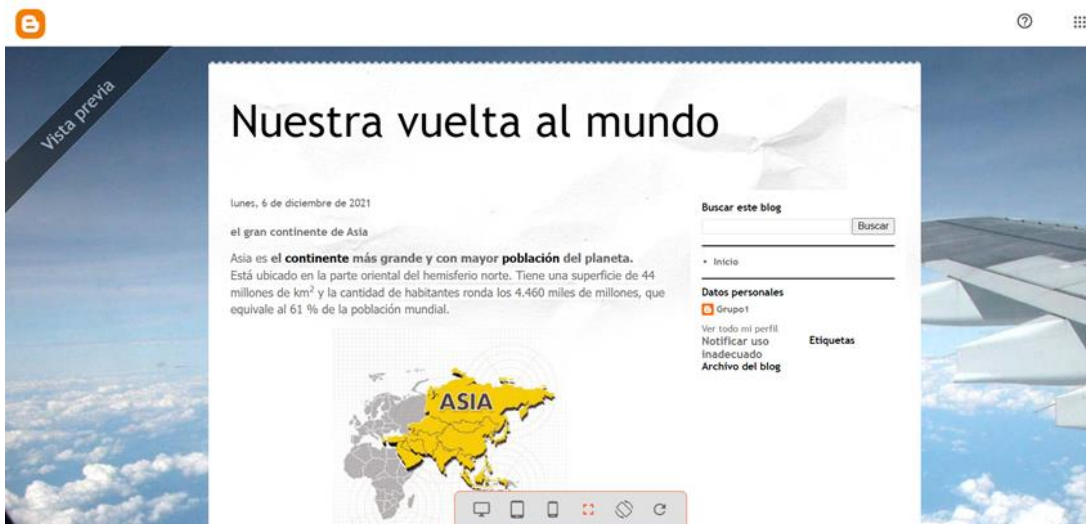 Vista previa
Nuestra vuelta al mundo
lunes, 6 de diciembre de 2021
el gran continente de Asia
Asia es el continente más grande y con mayor población del planeta.
Está ubicado en la parte oriental del hemisferio norte. Tiene una superficie de 44
millones de km² y la cantidad de habitantes ronda los 4.460 miles de millones, que
equivale al 61 % de la población mundial.
ASIA
Buscar este blog
Buscar
Inicio
Datos personales
Grupo1
Ver todo mi perfil
Notificar uso
inadecuado
Etiquetas
Archivo del blog